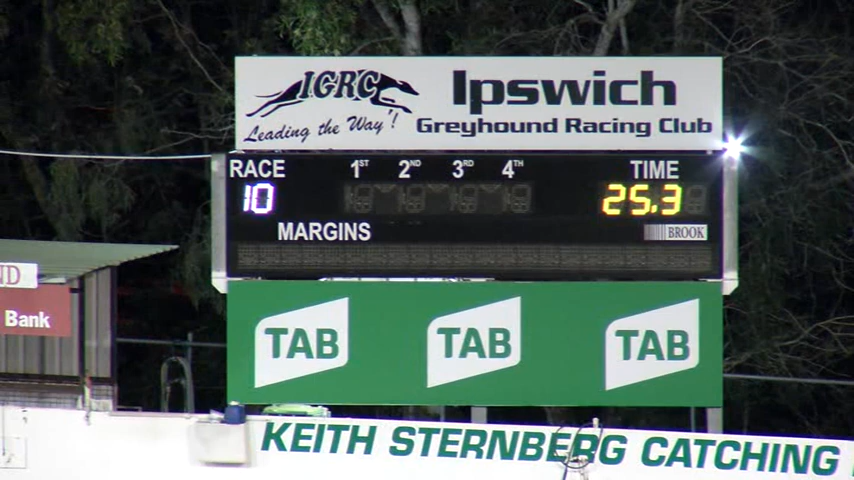 IGRC
Leading the Way!
Ipswich
Greyhound Racing Club
RACE 1ST 2ND 3RD 4TH TIME
10 25.3
MARGINS BROOK
ND
Bank
TAB TAB TAB
KEITH STERNBERG CATCHING